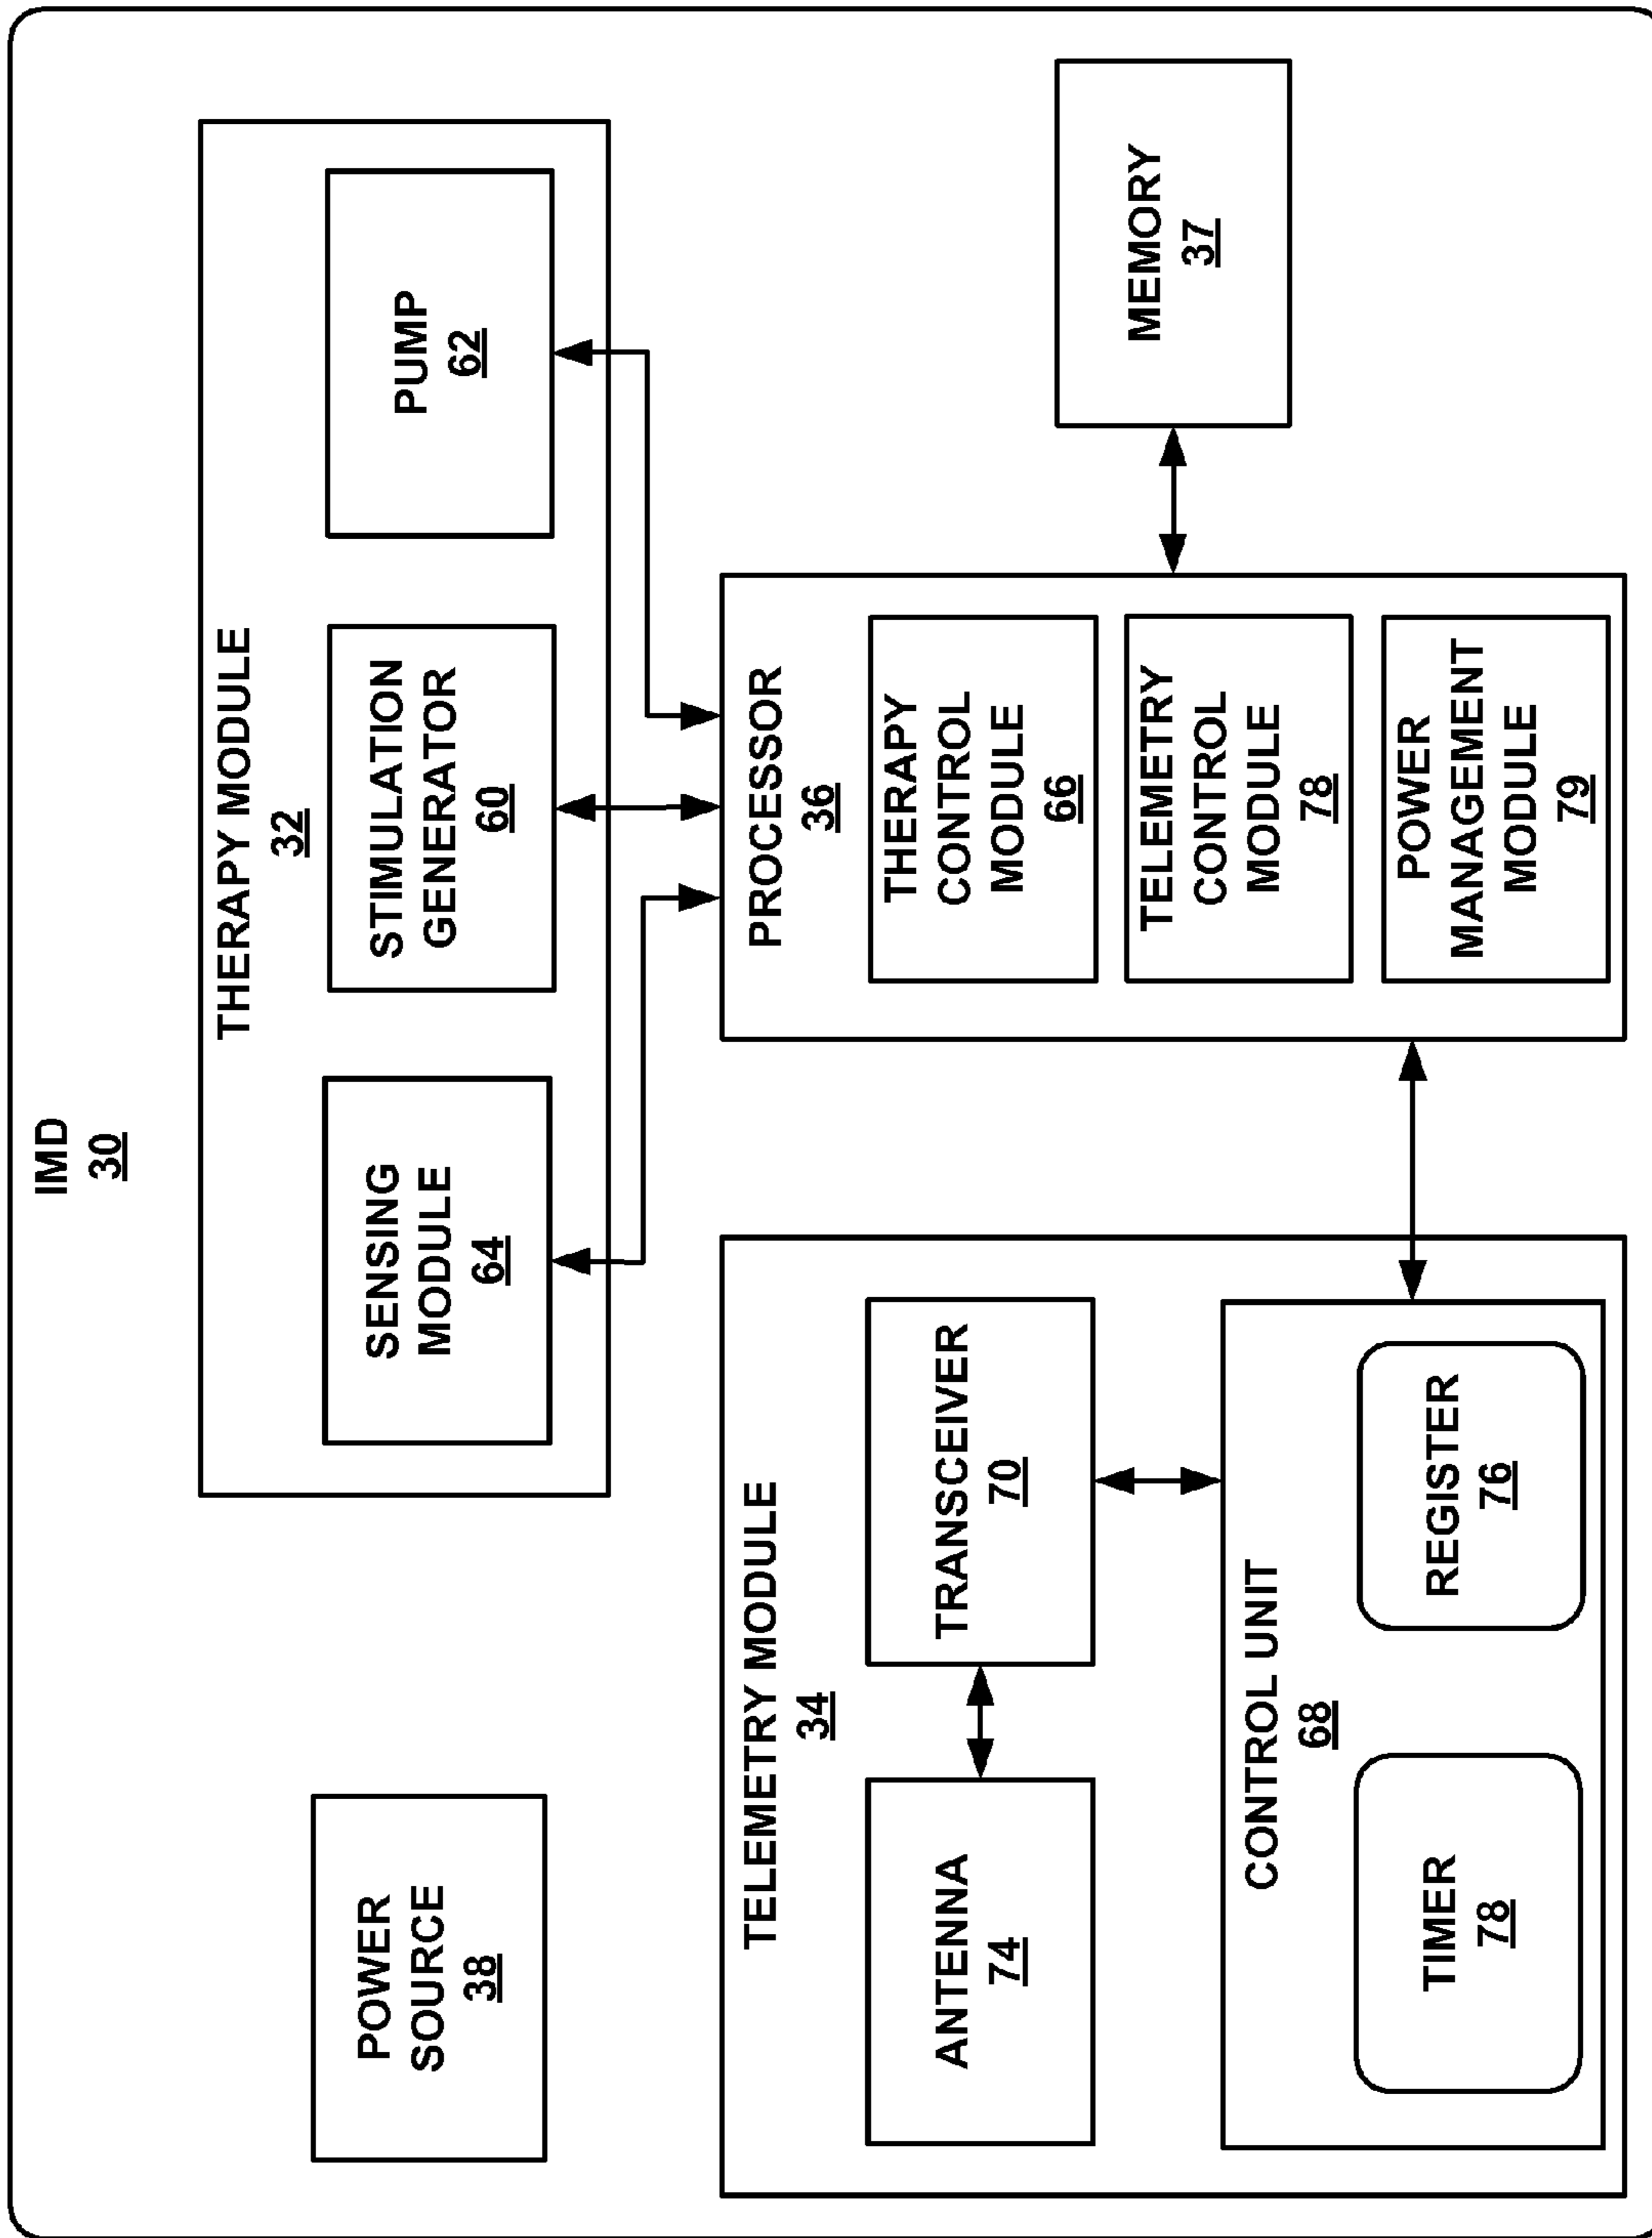 IMD
30
THERAPY MODULE
32
SENSING
MODULE
64
STIMULATION
GENERATOR
60
PUMP
62
POWER
SOURCE
38
TELEMETRY MODULE
34
ANTENNA
74
TRANSCEIVER
70
CONTROL UNIT
68
TIMER
78
REGISTER
76
PROCESSOR
36
THERAPY
CONTROL
MODULE
66
TELEMETRY
CONTROL
MODULE
78
POWER
MANAGEMENT
MODULE
79
MEMORY
37